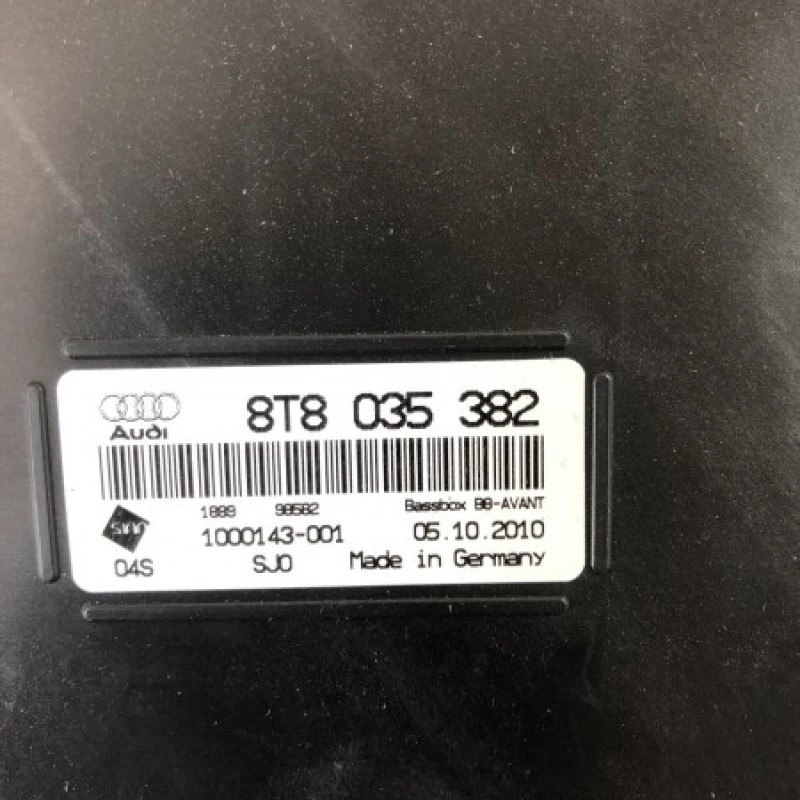 Audi 8T8 035 382
1889 98582 Bassbox B8-AVANT
1000143-001 05.10.2010
04S SJ0 Made in Germany